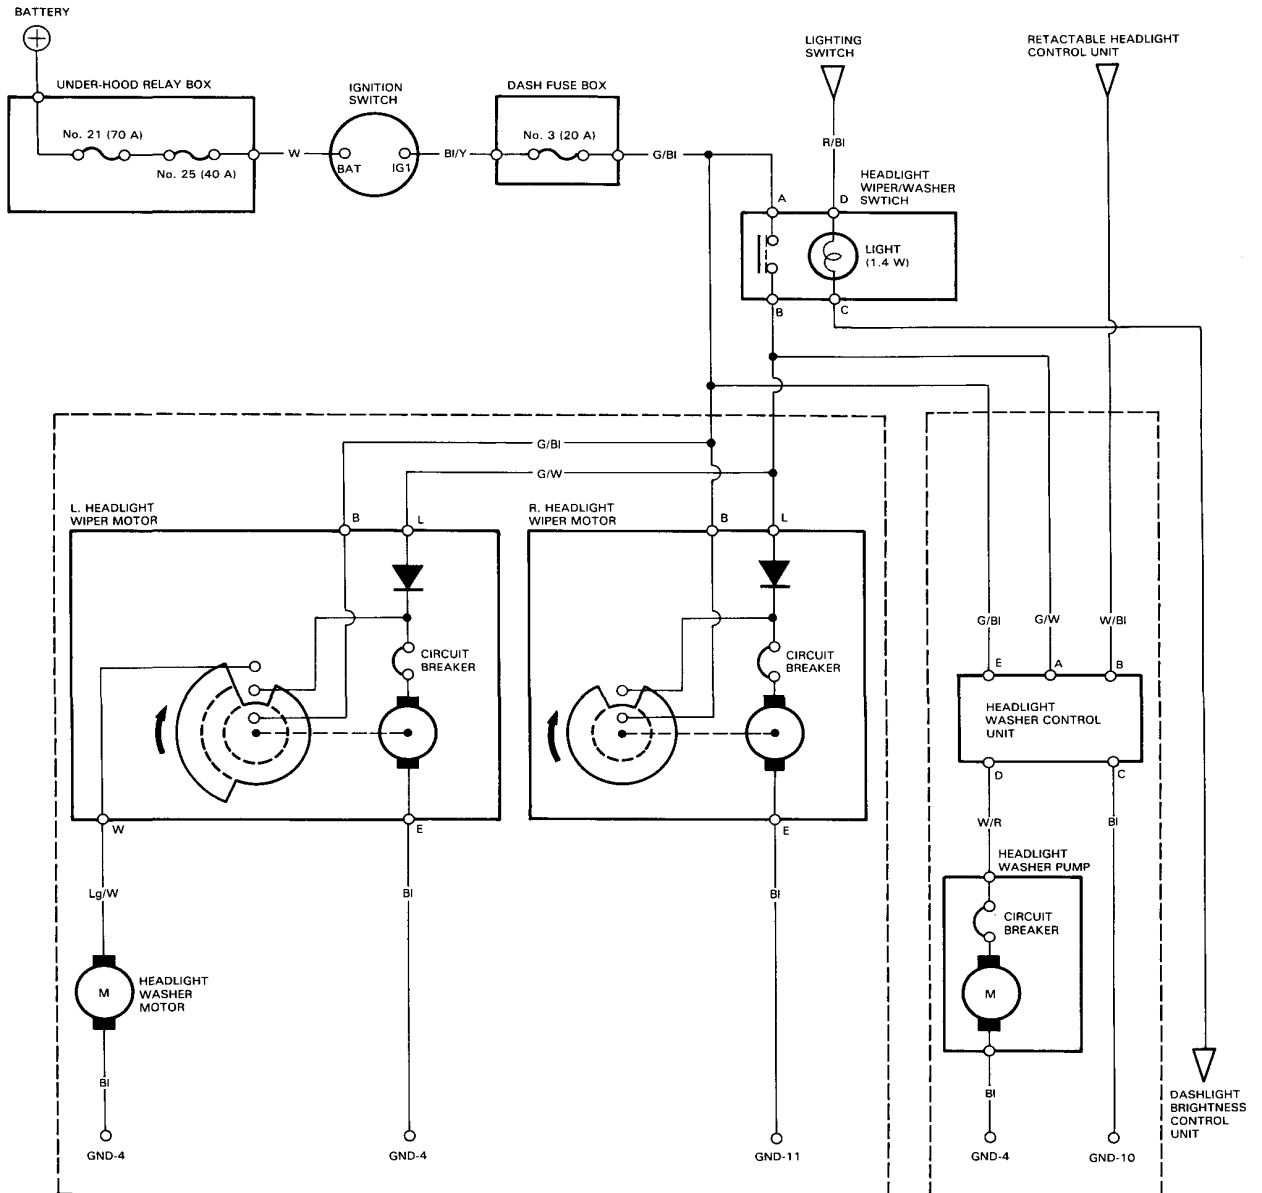 BATTERY
UNDER-HOOD RELAY BOX
No. 21 (70 A)
No. 25 (40 A)
W
IGNITION
SWITCH
BAT
IG1
Bl/Y
DASH FUSE BOX
No. 3 (20 A)
G/Bl
LIGHTING
SWITCH
R/Bl
RETACTABLE HEADLIGHT
CONTROL UNIT
HEADLIGHT
WIPER/WASHER
SWTICH
A
D
LIGHT
(1.4 W)
B
C
G/Bl
G/W
L. HEADLIGHT
WIPER MOTOR
B
L
CIRCUIT
BREAKER
W
E
R. HEADLIGHT
WIPER MOTOR
B
L
CIRCUIT
BREAKER
E
G/Bl
G/W
W/Bl
E
A
B
HEADLIGHT
WASHER CONTROL
UNIT
D
C
W/R
Bl
HEADLIGHT
WASHER PUMP
CIRCUIT
BREAKER
M
Lg/W
Bl
Bl
M
HEADLIGHT
WASHER
MOTOR
Bl
Bl
GND-4
GND-4
GND-11
GND-4
GND-10
DASHLIGHT
BRIGHTNESS
CONTROL
UNIT